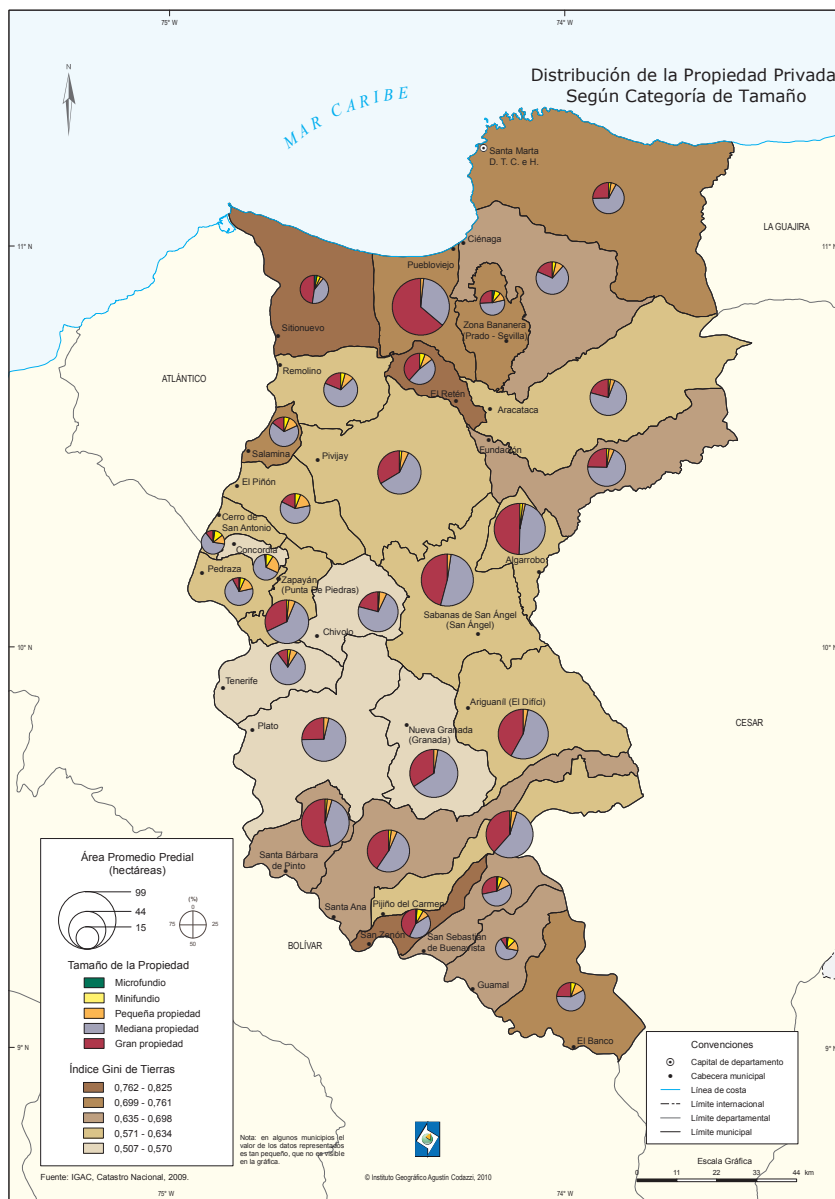 75° W
74° W
N
Distribución de la Propiedad Privada
Según Categoría de Tamaño
MAR CARIBE
Santa Marta
D. T. C. e H.
LA GUAJIRA
11° N
11° N
Ciénaga
Puebloviejo
Zona Bananera
(Prado - Sevilla)
Sitionuevo
ATLÁNTICO
Remolino
El Retén
Aracataca
Fundación
Salamina
Pivijay
El Piñón
Cerro de
San Antonio
Concordia
Algarrobo
Pedraza
Zapayán
(Punta De Piedras)
Sabanas de San Ángel
(San Ángel)
Chivolo
10° N
10° N
Tenerife
Ariguaníl (El Difíci)
Plato
Nueva Granada
(Granada)
CESAR
Santa Bárbara
de Pinto
Santa Ana
Pijiño del Carmen
San Zenón
San Sebastián
de Buenavista
BOLÍVAR
Guamal
El Banco
9° N
9° N
Área Promedio Predial
(hectáreas)
99
44
15
(%)
0
75
25
50
Tamaño de la Propiedad
Microfundio
Minifundio
Pequeña propiedad
Mediana propiedad
Gran propiedad
Índice Gini de Tierras
0,762 - 0,825
0,699 - 0,761
0,635 - 0,698
0,571 - 0,634
0,507 - 0,570
Fuente: IGAC, Catastro Nacional, 2009.
Nota: en algunos municipios el
valor de los datos representados
es tan pequeño, que no es visible
en la gráfica.
© Instituto Geográfico Agustín Codazzi, 2010
Convenciones
Capital de departamento
Cabecera municipal
Línea de costa
Límite internacional
Límite departamental
Límite municipal
Escala Gráfica
0 11 22 33 44 km
75° W
74° W